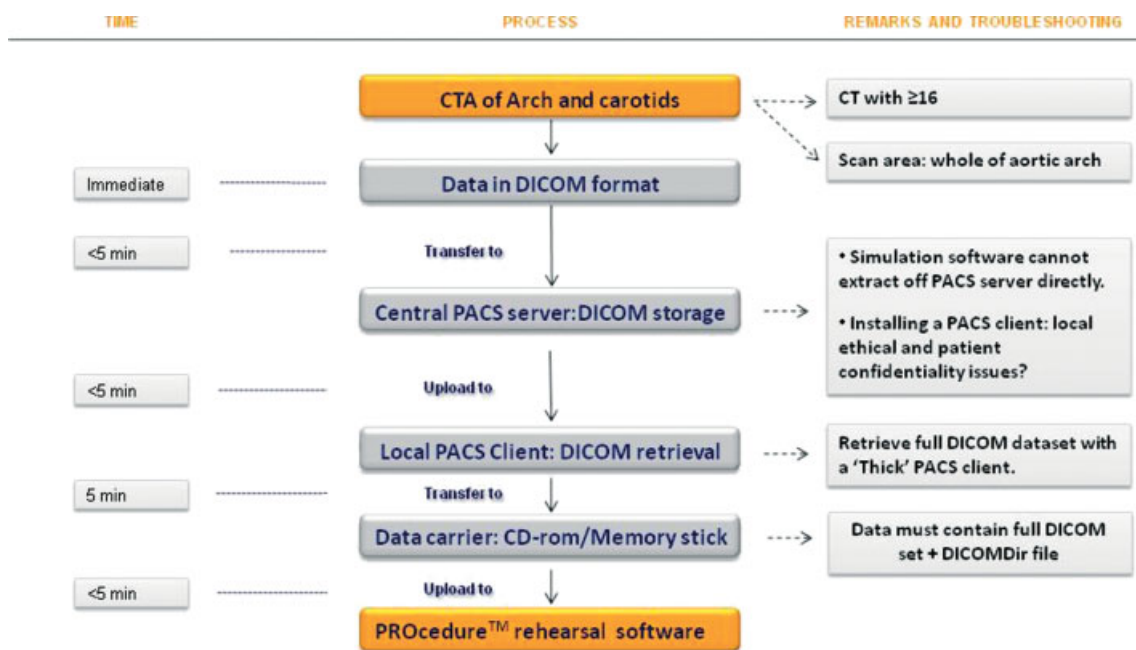 TIME PROCESS REMARKS AND TROUBLESHOOTING
CTA of Arch and carotids
CT with ≥16
Scan area: whole of aortic arch
Immediate
Data in DICOM format
<5 min
Transfer to
• Simulation software cannot
extract off PACS server directly.
• Installing a PACS client: local
ethical and patient
confidentiality issues?
Central PACS server:DICOM storage
<5 min
Upload to
Local PACS Client: DICOM retrieval
Retrieve full DICOM dataset with
a ‘Thick’ PACS client.
5 min
Transfer to
Data carrier: CD-rom/Memory stick
Data must contain full DICOM
set + DICOMDir file
<5 min
Upload to
PROcedure™ rehearsal software